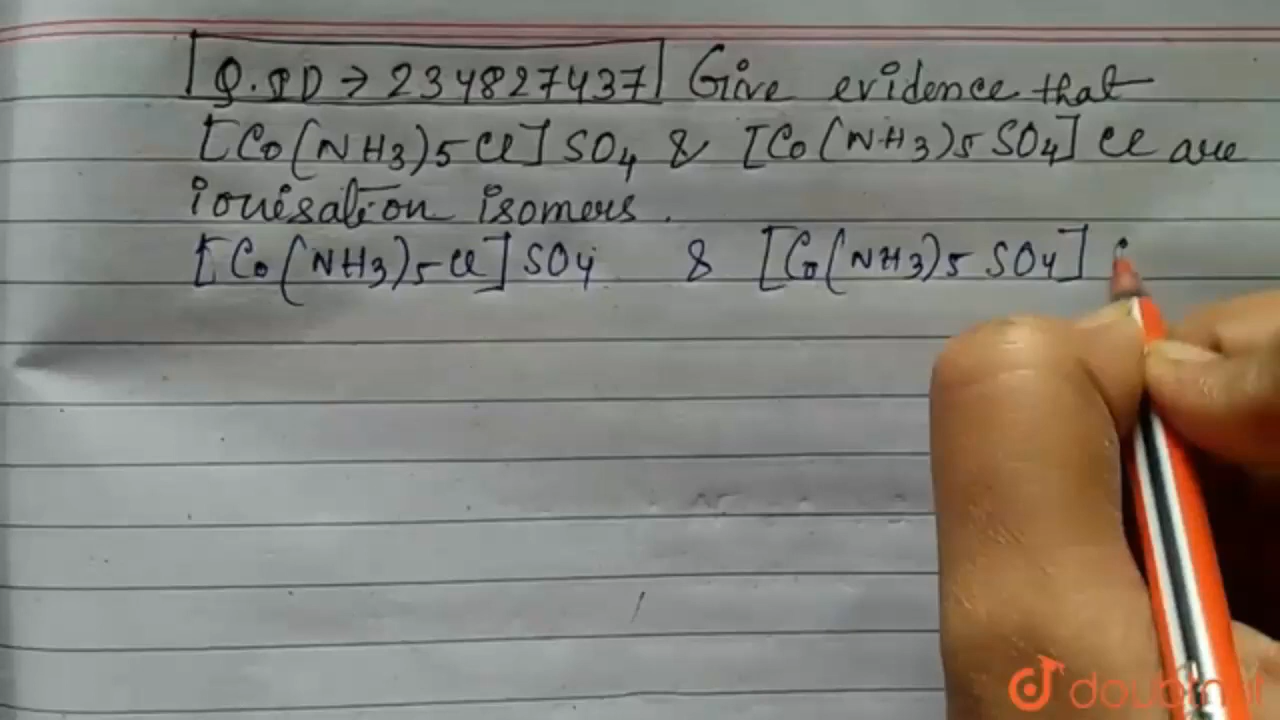 Q.ID → 234827437 Give evidence that
[Co(NH3)5Cl]SO4 & [Co(NH3)5SO4]Cl are
ionisation isomers.
[Co(NH3)5Cl]SO4 & [Co(NH3)5SO4]